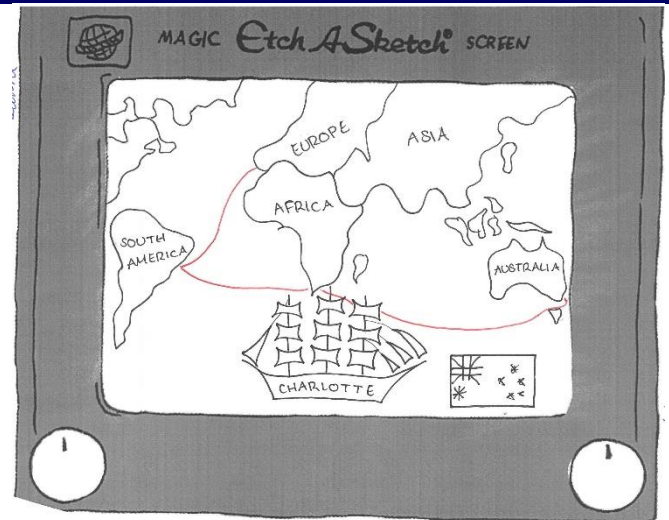 MAGIC Etch A Sketch SCREEN
EUROPE
ASIA
AFRICA
SOUTH
AMERICA
AUSTRALIA
CHARLOTTE